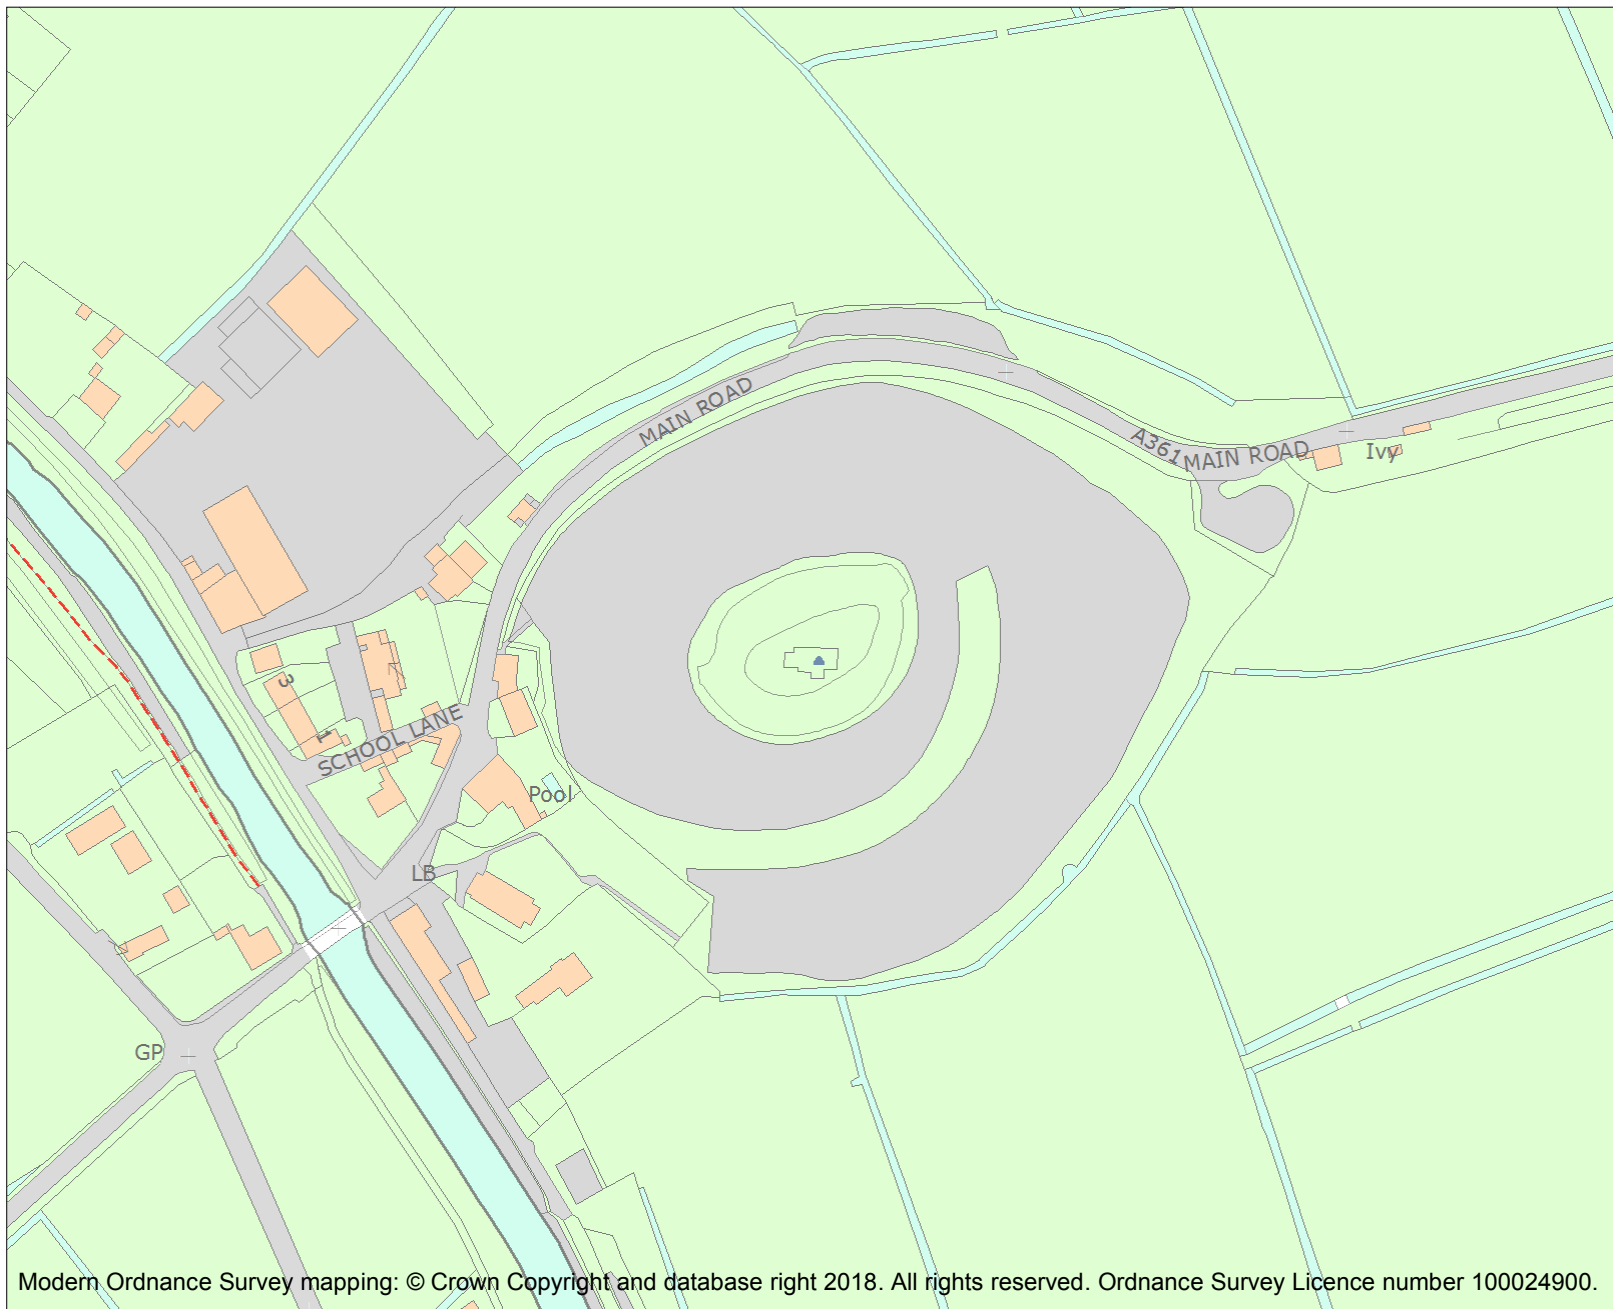 MAIN ROAD
A361
MAIN ROAD
Ivy
3
1
SCHOOL LANE
Pool
LB
GP
Modern Ordnance Survey mapping: © Crown Copyright and database right 2018. All rights reserved. Ordnance Survey Licence number 100024900.